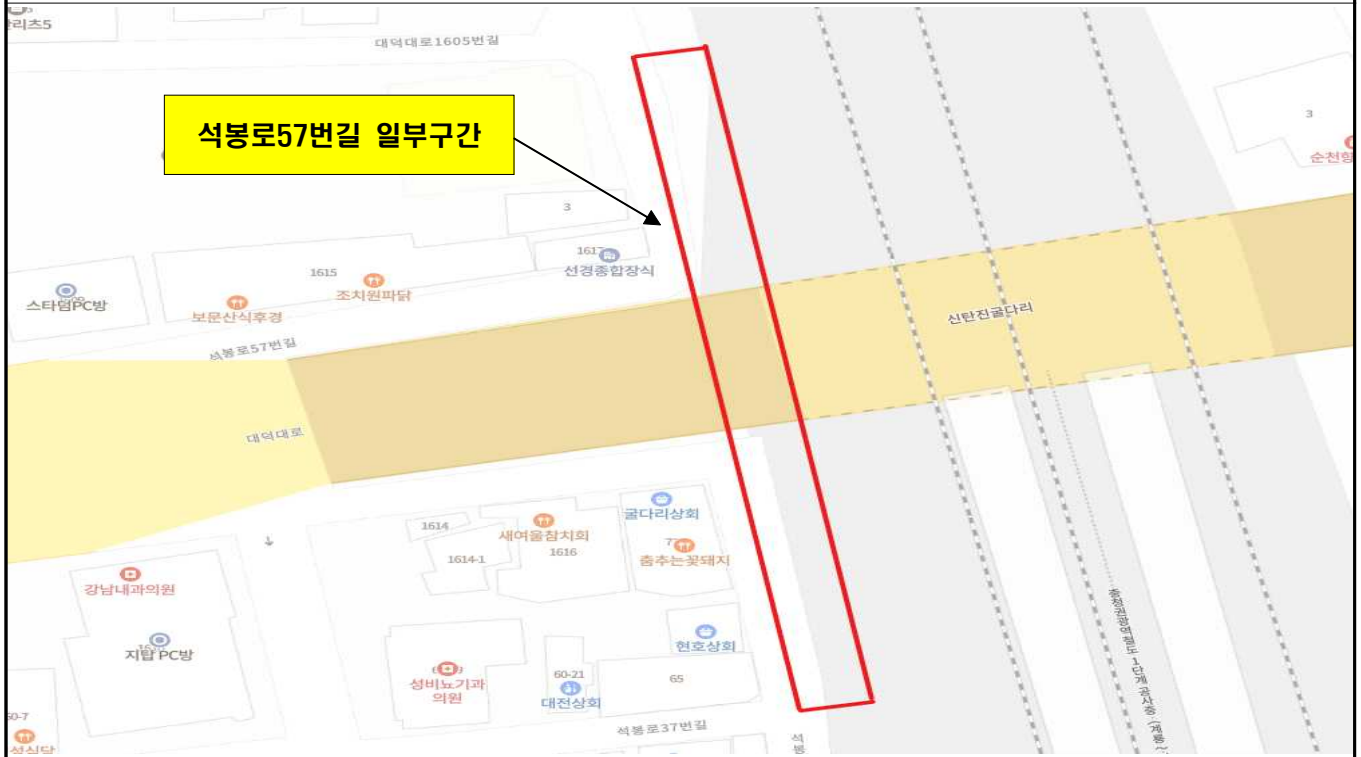 리츠5
대덕대로1605번길
석봉로57번길 일부구간
3
순천향
3
1617
선경종합장식
1615
조치원파닭
스타덤PC방
보문산식후경
신탄진굴다리
석봉로57번길
대덕대로
굴다리상회
1614
새여울참치회
1614-1
1616
춤추는꽃돼지
강남내과의원
지탑 PC방
현호상회
성비뇨기과
의원
60-21
대전상회
65
석봉로37번길
석봉
충청권광역철도 1단계 공사중 (계룡~